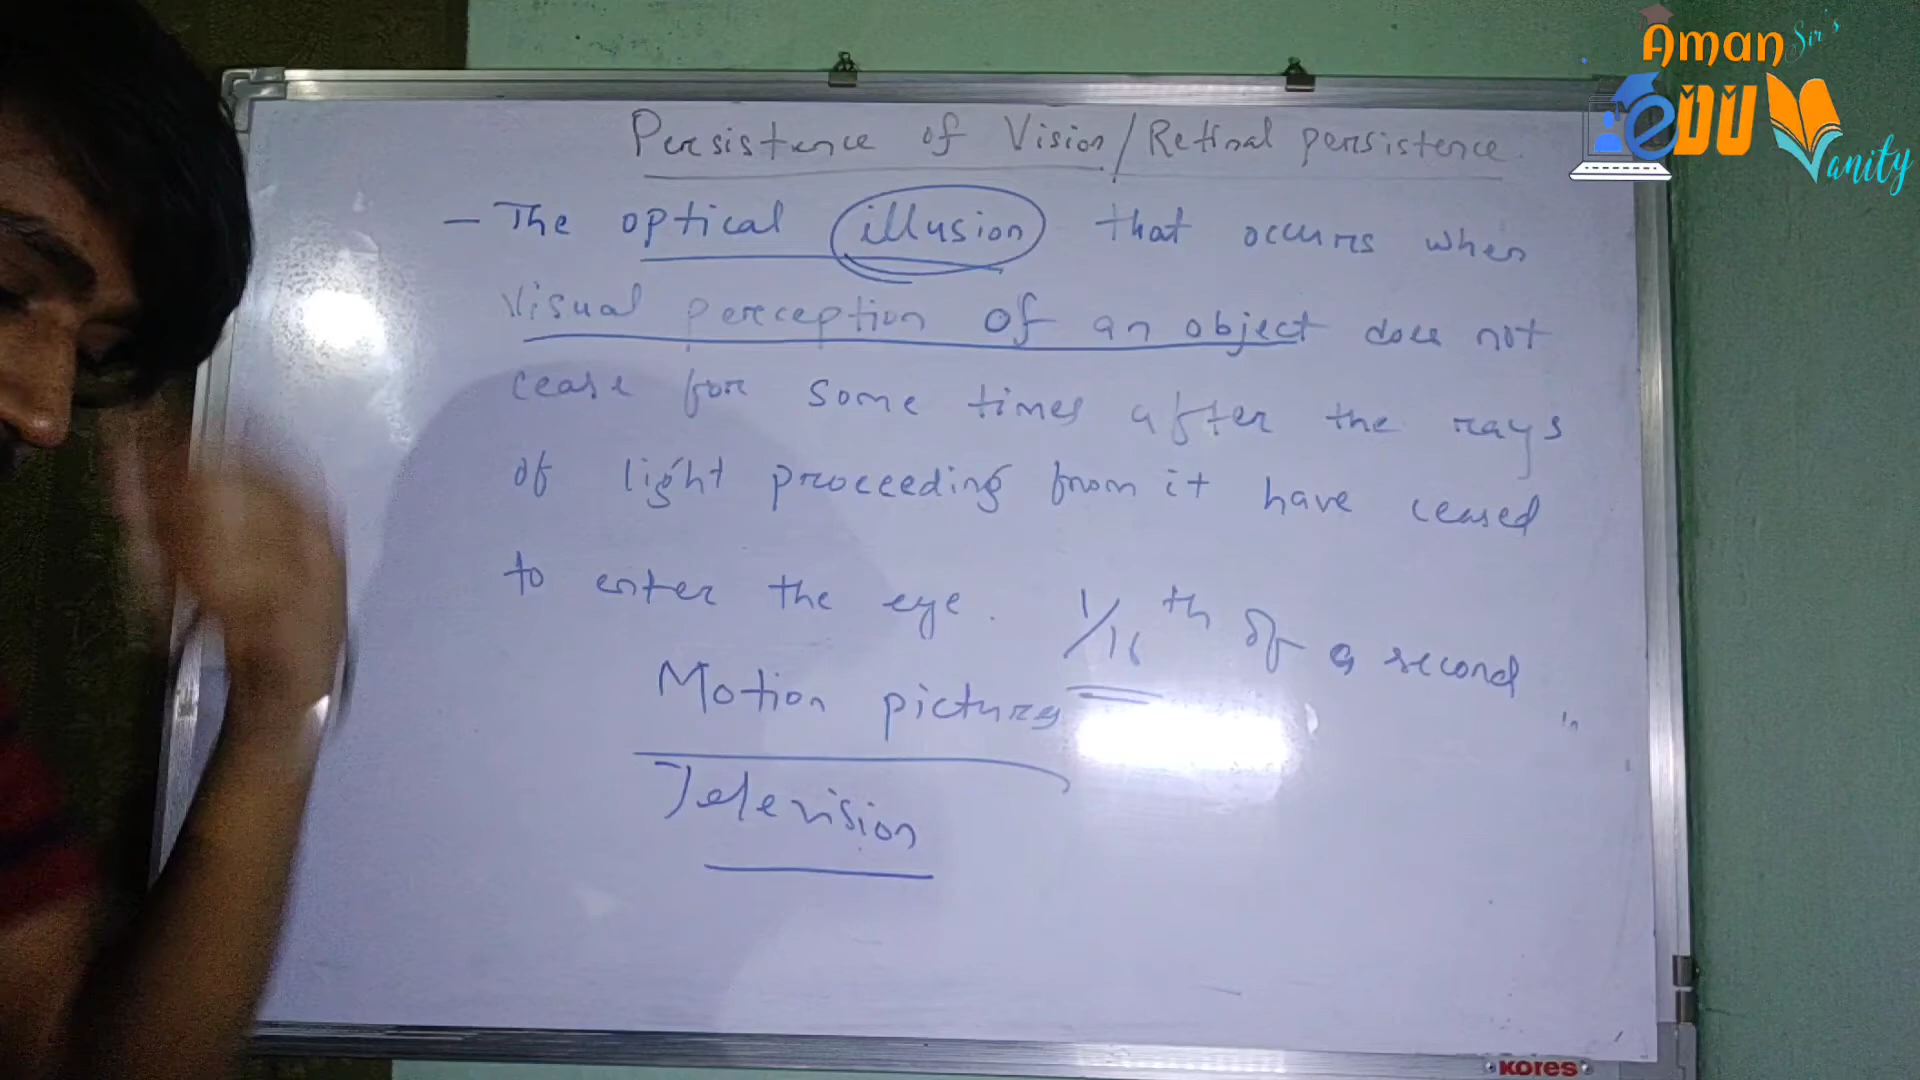 Aman Sir's
eDU Vanity
Persistence of Vision/Retinal persistence.
- The optical illusion that occurs when
Visual perception of an object does not
cease for some times after the rays
of light proceeding from it have ceased
to enter the eye. 1/16th of a second
Motion pictures
Television
KORES